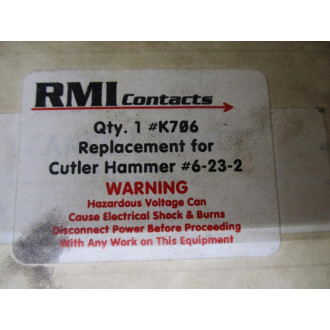 RMI Contacts
Qty. 1 #K706
Replacement for
Cutler Hammer #6-23-2
WARNING
Hazardous Voltage Can
Cause Electrical Shock & Burns
Disconnect Power Before Proceeding
With Any Work on This Equipment